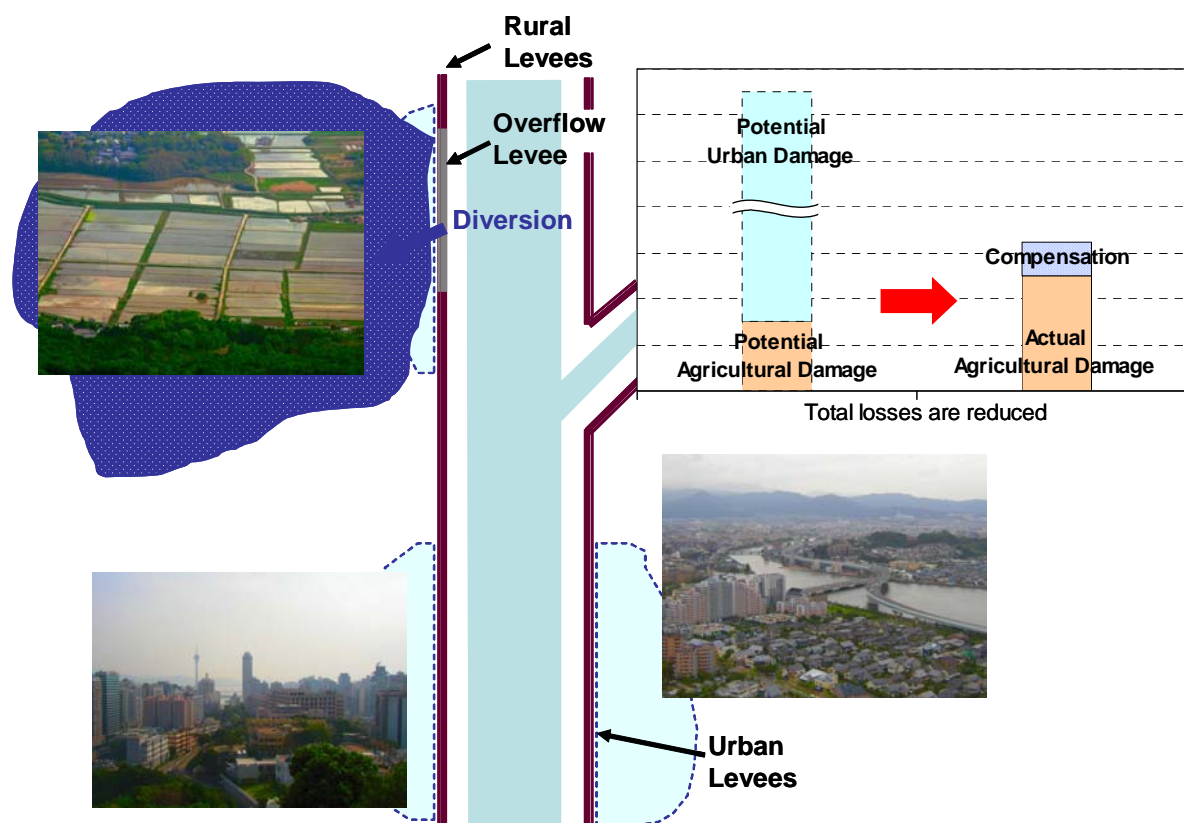 Rural
Levees
Overflow
Levee
Diversion
Potential
Urban Damage
Compensation
Potential
Agricultural Damage
Actual
Agricultural Damage
Total losses are reduced
Urban
Levees